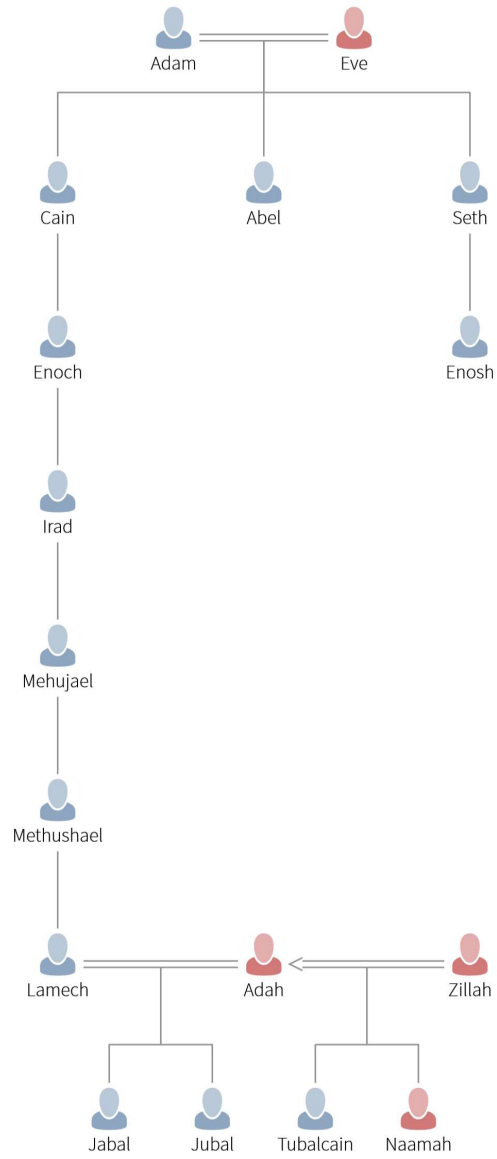 Adam
Eve
Cain
Abel
Seth
Enoch
Enosh
Irad
Mehujael
Methushael
Lamech
Adah
Zillah
Jabal
Jubal
Tubalcain
Naamah